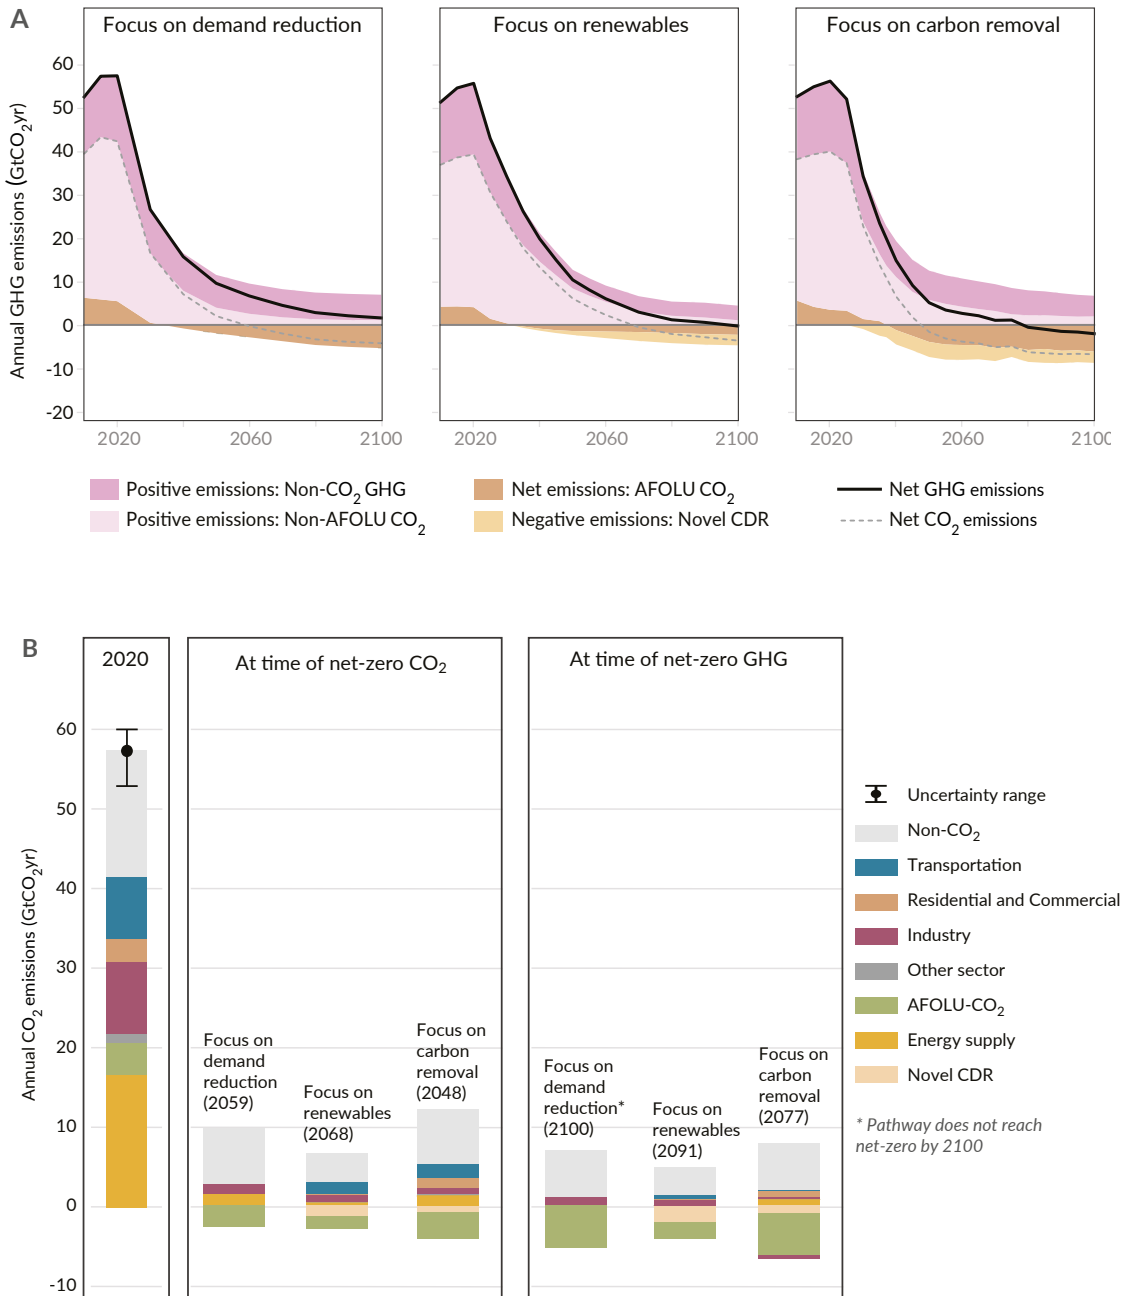 A
Focus on demand reduction
Focus on renewables
Focus on carbon removal
Annual GHG emissions (GtCO2yr)
60
50
40
30
20
10
0
-10
-20
2020
2060
2100
2020
2060
2100
2020
2060
2100
Positive emissions: Non-CO2 GHG
Positive emissions: Non-AFOLU CO2
Net emissions: AFOLU CO2
Negative emissions: Novel CDR
Net GHG emissions
Net CO2 emissions
B
2020
At time of net-zero CO2
At time of net-zero GHG
Annual CO2 emissions (GtCO2yr)
60
50
40
30
20
10
0
-10
Focus on
demand
reduction
(2059)
Focus on
renewables
(2068)
Focus on
carbon
removal
(2048)
Focus on
demand
reduction*
(2100)
Focus on
renewables
(2091)
Focus on
carbon
removal
(2077)
Uncertainty range
Non-CO2
Transportation
Residential and Commercial
Industry
Other sector
AFOLU-CO2
Energy supply
Novel CDR
* Pathway does not reach
net-zero by 2100